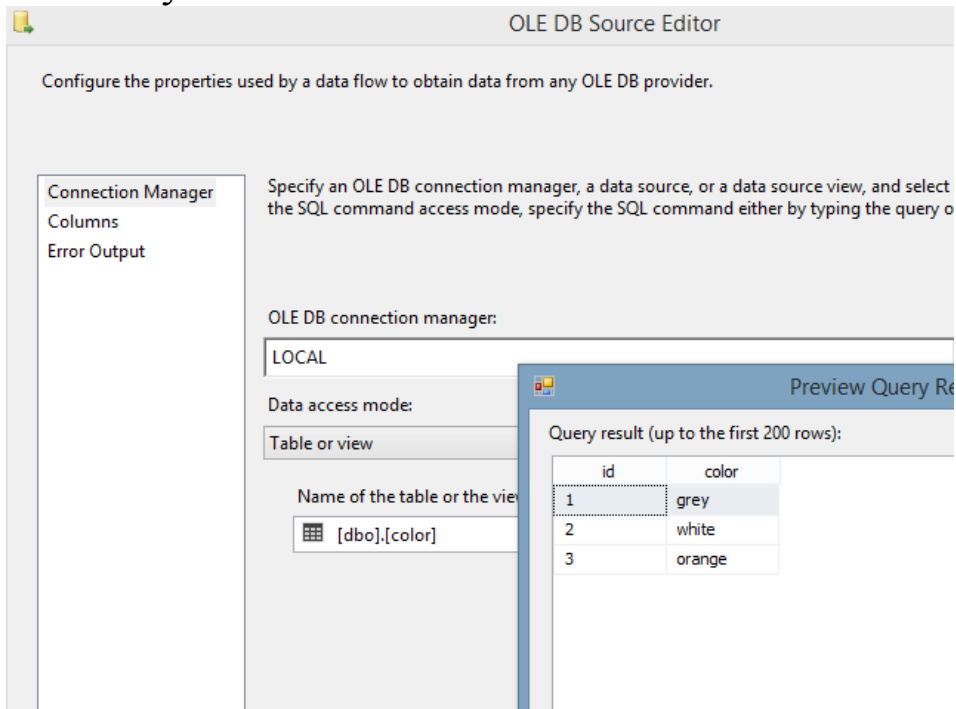 OLE DB Source Editor
Configure the properties used by a data flow to obtain data from any OLE DB provider.
Connection Manager
Columns
Error Output
Specify an OLE DB connection manager, a data source, or a data source view, and select
the SQL command access mode, specify the SQL command either by typing the query o
OLE DB connection manager:
LOCAL
Data access mode:
Table or view
Name of the table or the vie
[dbo].[color]
Preview Query Re
Query result (up to the first 200 rows):
id color
1 grey
2 white
3 orange